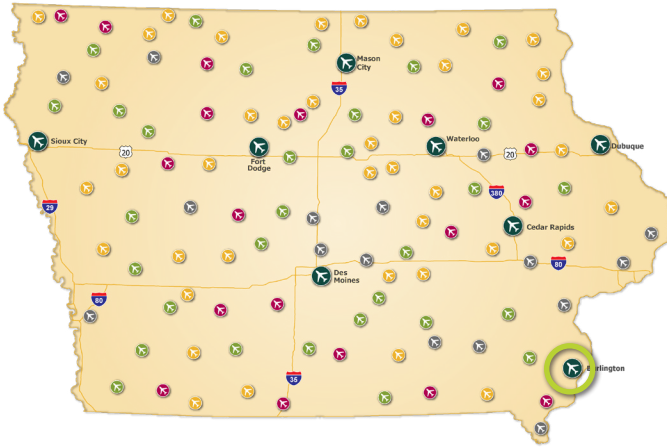 Mason
City
35
Sioux City
20
Fort
Dodge
Waterloo
20
Dubuque
29
380
Cedar Rapids
80
Des
Moines
80
35
Burlington